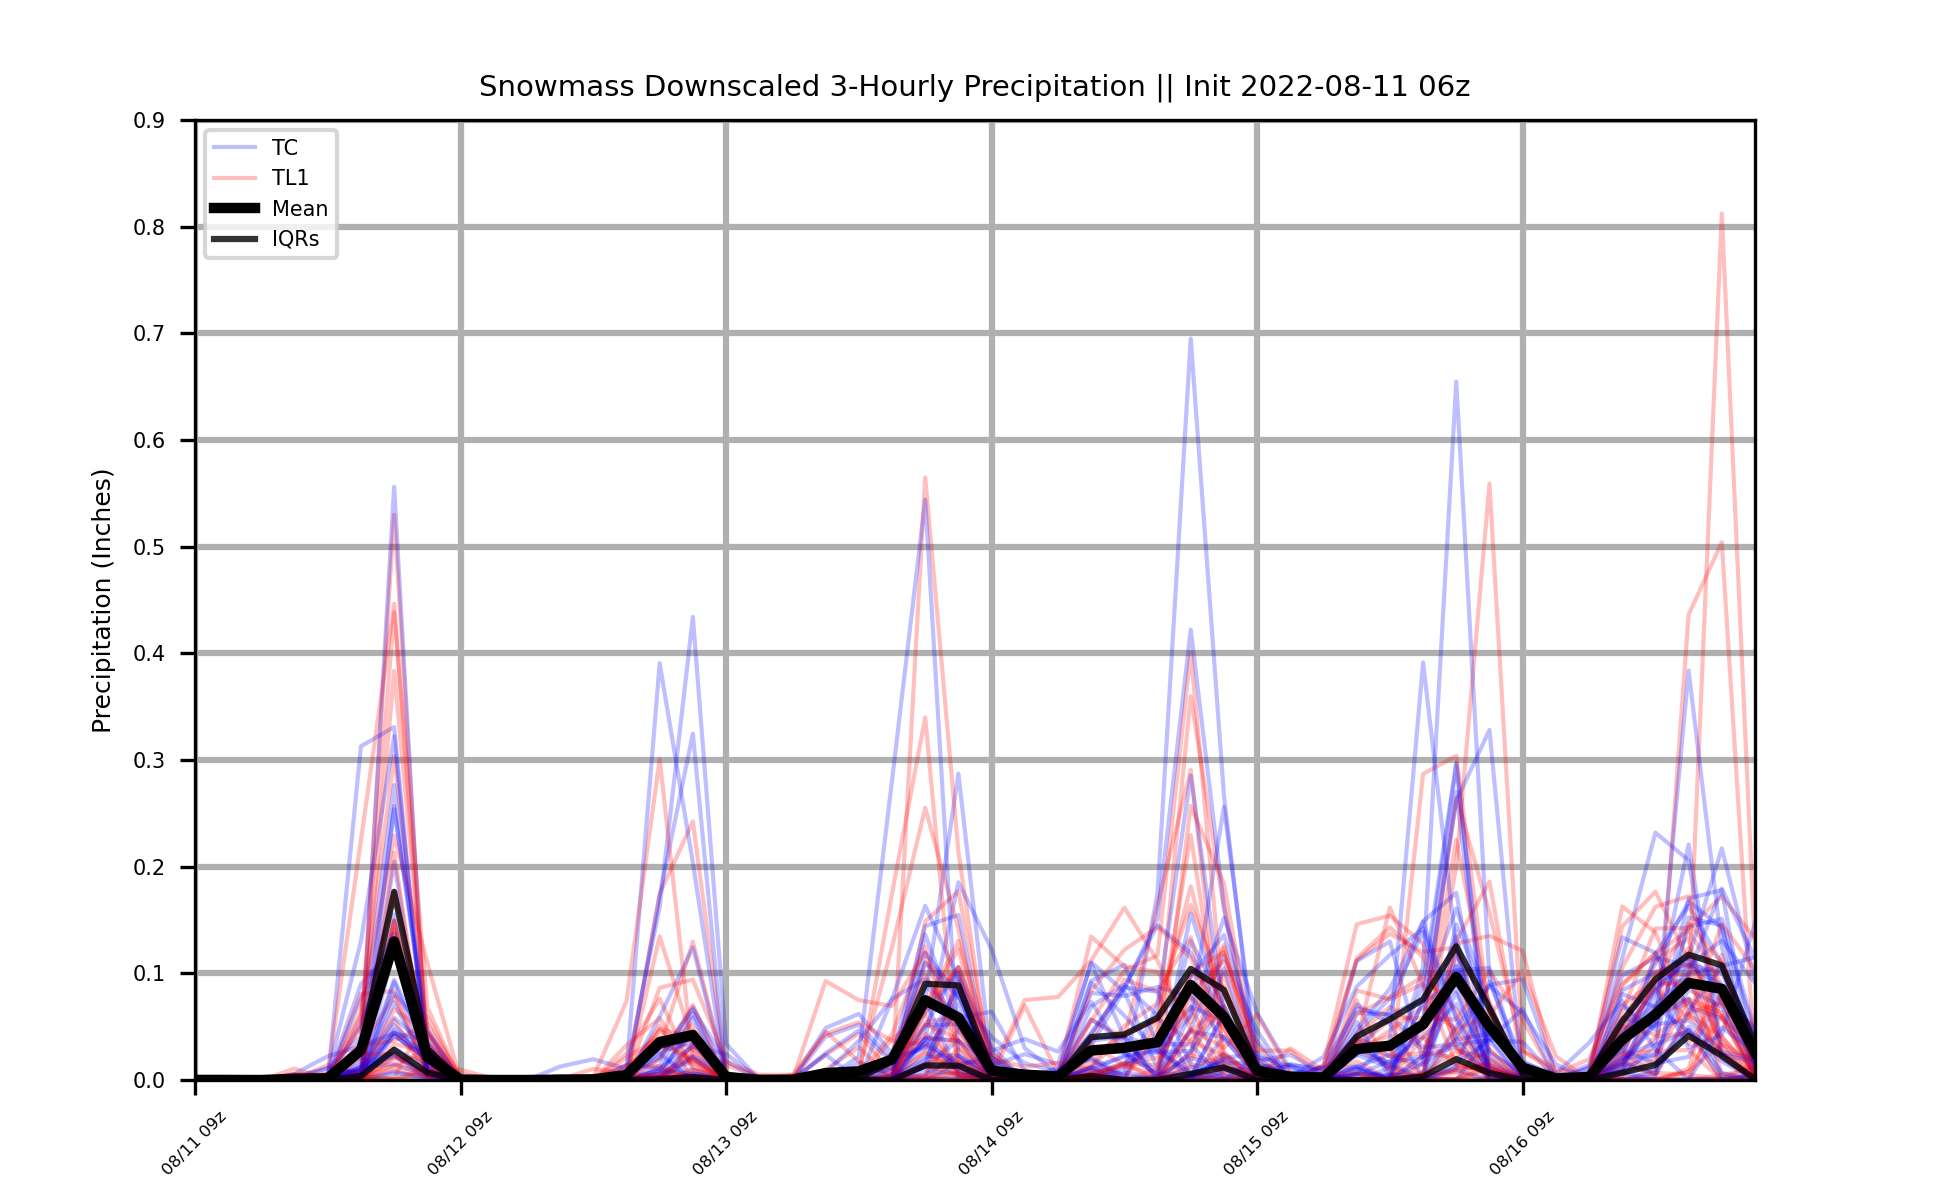 Snowmass Downscaled 3-Hourly Precipitation || Init 2022-08-11 06z
TC
TL1
Mean
IQRs
Precipitation (Inches)
0.9
0.8
0.7
0.6
0.5
0.4
0.3
0.2
0.1
0.0
08/11 09z
08/12 09z
08/13 09z
08/14 09z
08/15 09z
08/16 09z